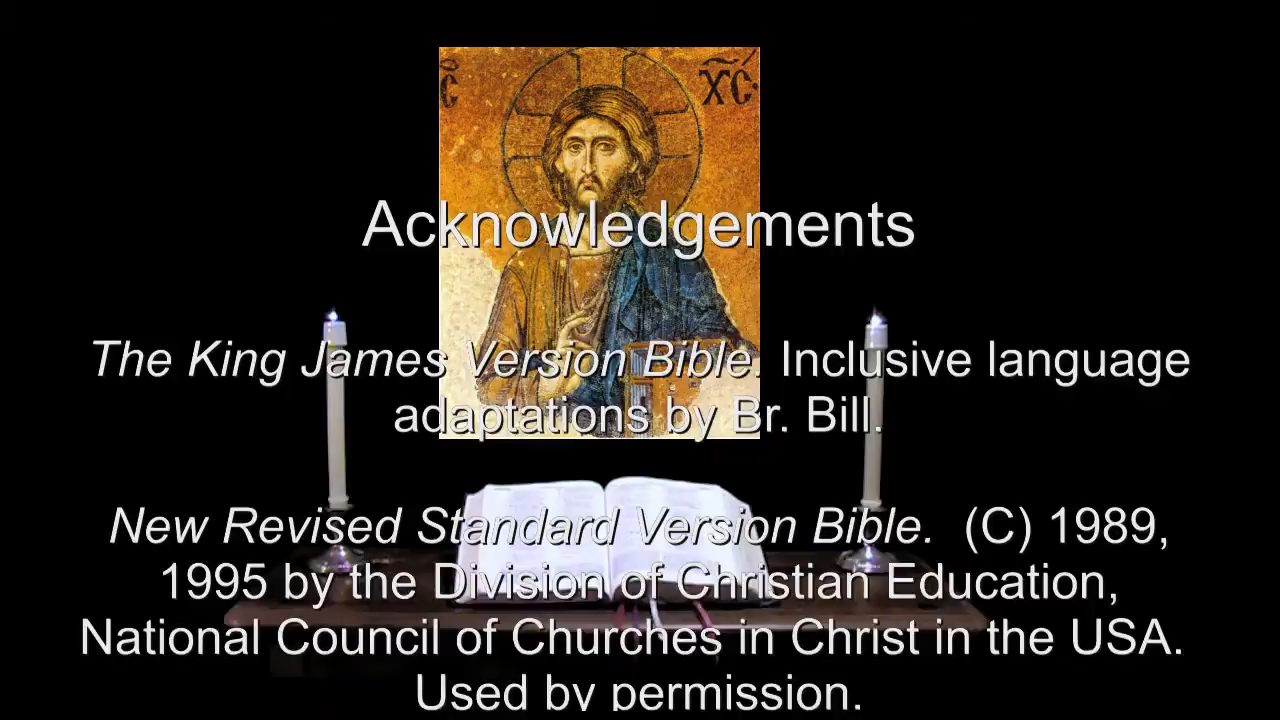 C
XC
Acknowledgements
The King James Version Bible. Inclusive language
adaptations by Br. Bill.
New Revised Standard Version Bible.  (C) 1989,
1995 by the Division of Christian Education,
National Council of Churches in Christ in the USA.
Used by permission.